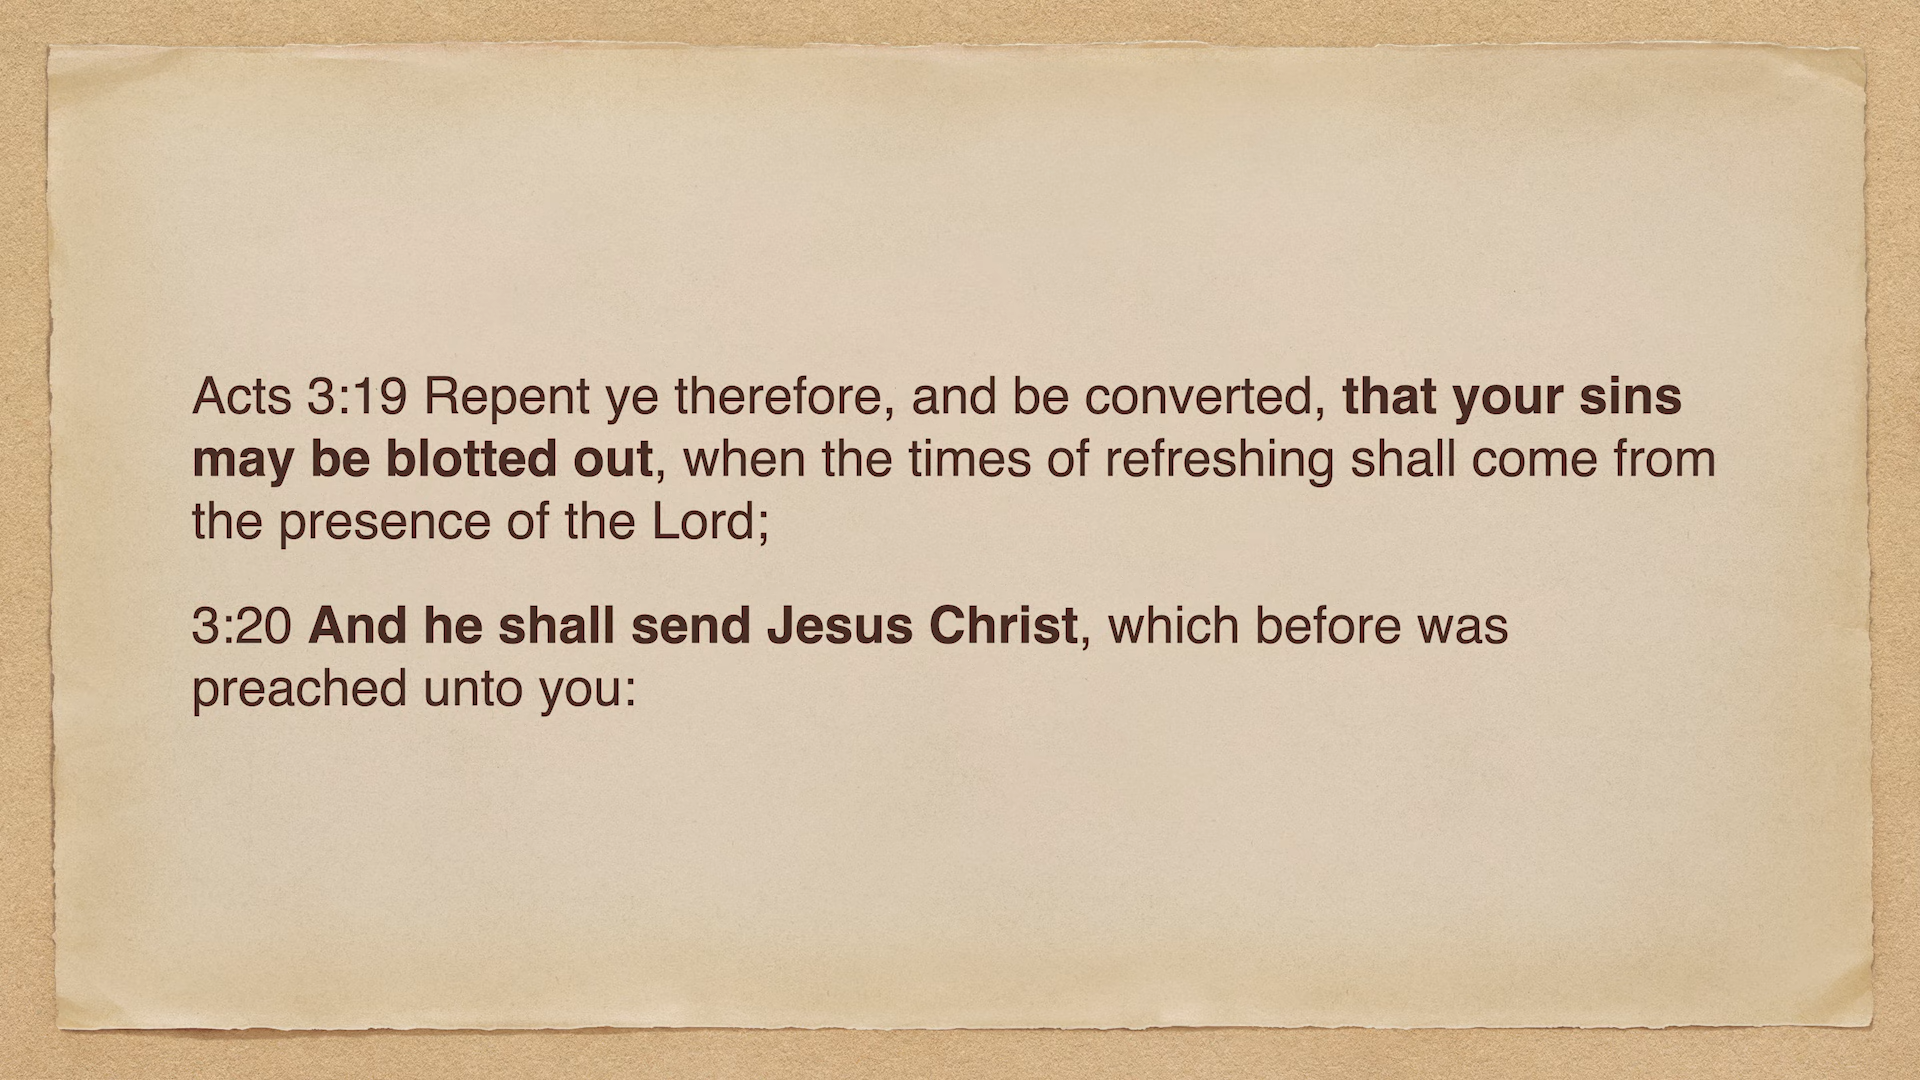 Acts 3:19 Repent ye therefore, and be converted, that your sins
may be blotted out, when the times of refreshing shall come from
the presence of the Lord;
3:20 And he shall send Jesus Christ, which before was
preached unto you: